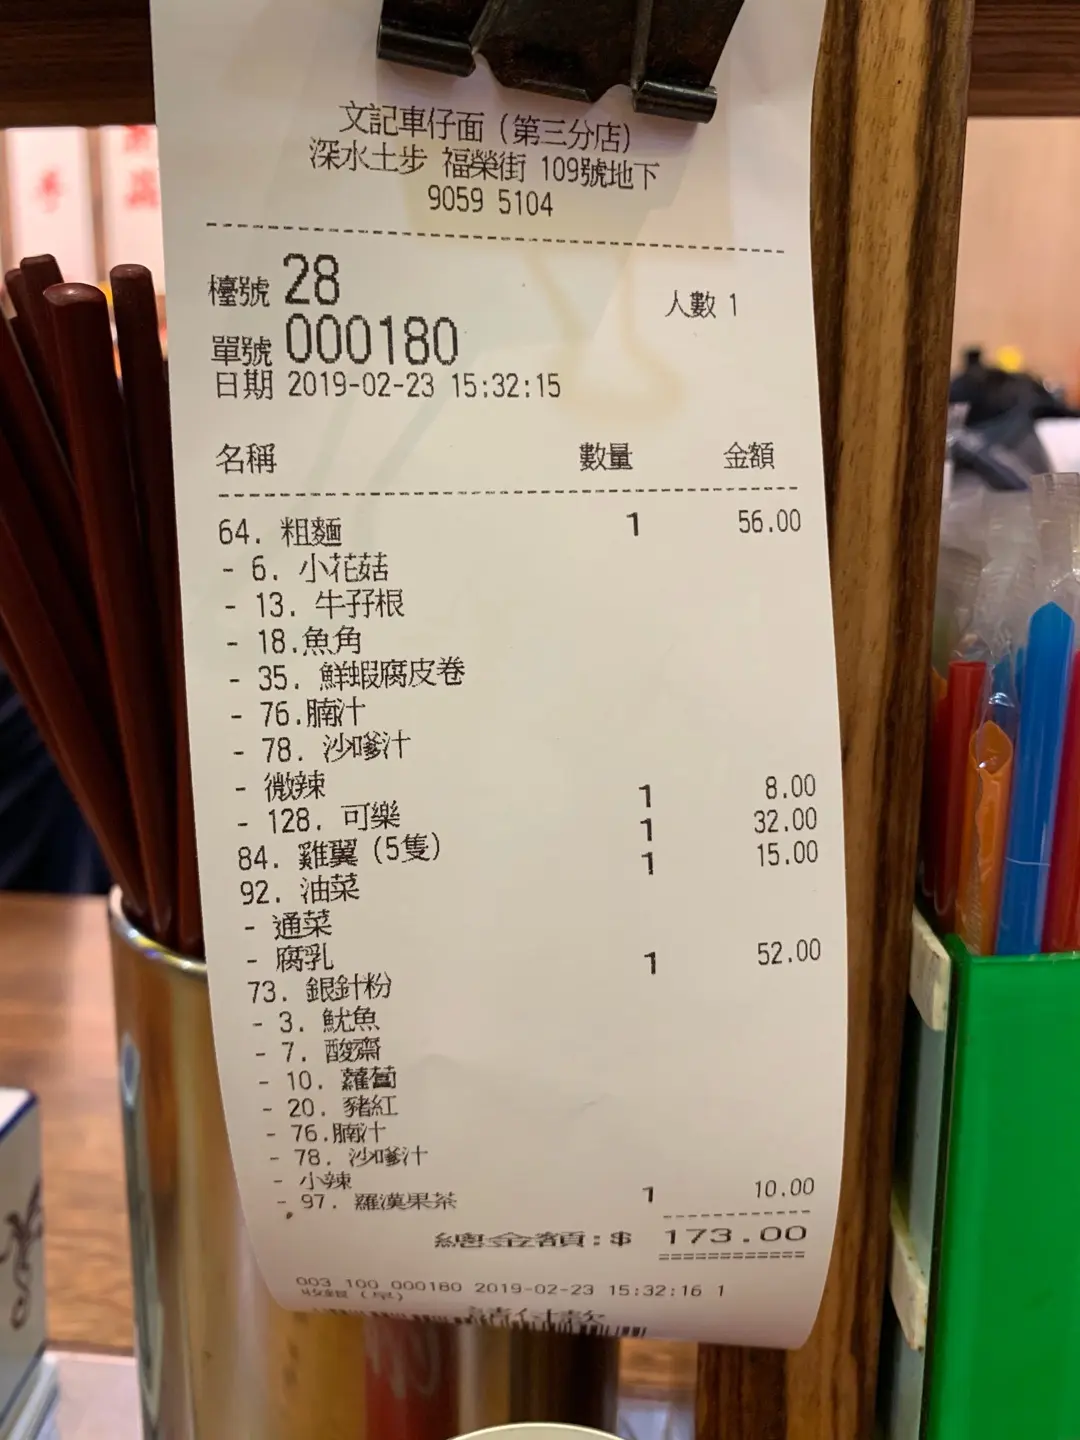 文記車仔面（第三分店）
深水土步 福榮街 109號地下
9059 5104
檯號 28
人數 1
單號 000180
日期 2019-02-23 15:32:15
名稱 數量 金額
64. 粗麵 1 56.00
- 6. 小花菇
- 13. 牛孖根
- 18.魚角
- 35. 鮮蝦腐皮卷
- 76.腩汁
- 78. 沙嗲汁
- 微辣
- 128. 可樂 1 8.00
84. 雞翼（5隻） 1 32.00
92. 油菜 1 15.00
- 通菜
- 腐乳
73. 銀針粉 1 52.00
- 3. 魷魚
- 7. 酸齋
- 10. 蘿蔔
- 20. 豬紅
- 76.腩汁
- 78. 沙嗲汁
- 小辣
- 97. 羅漢果茶 1 10.00
總金額:$ 173.00
003 100 000180 2019-02-23 15:32:16 1
收銀（早）
請付款